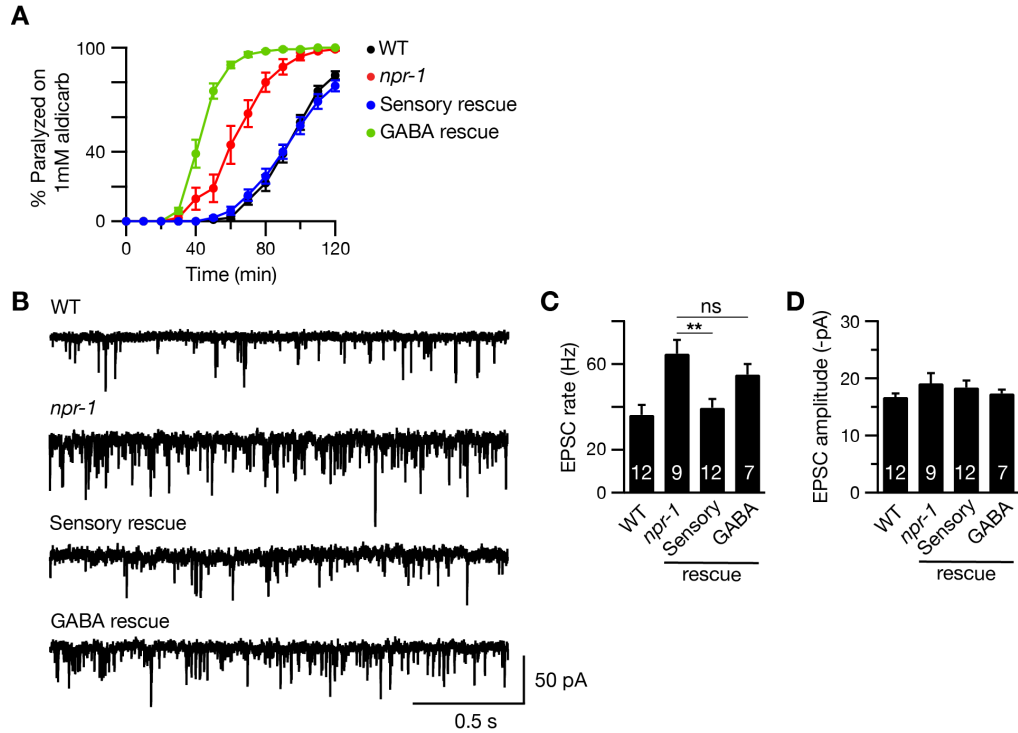 A
% Paralyzed on
1mM aldicarb
100
40
0
0
40
80
120
Time (min)
WT
npr-1
Sensory rescue
GABA rescue
B
WT
npr-1
Sensory rescue
GABA rescue
50 pA
0.5 s
C
EPSC rate (Hz)
60
20
0
ns
**
12
9
12
7
WT
npr-1
Sensory
GABA
rescue
D
EPSC amplitude (-pA)
30
15
0
12
9
12
7
WT
npr-1
Sensory
GABA
rescue